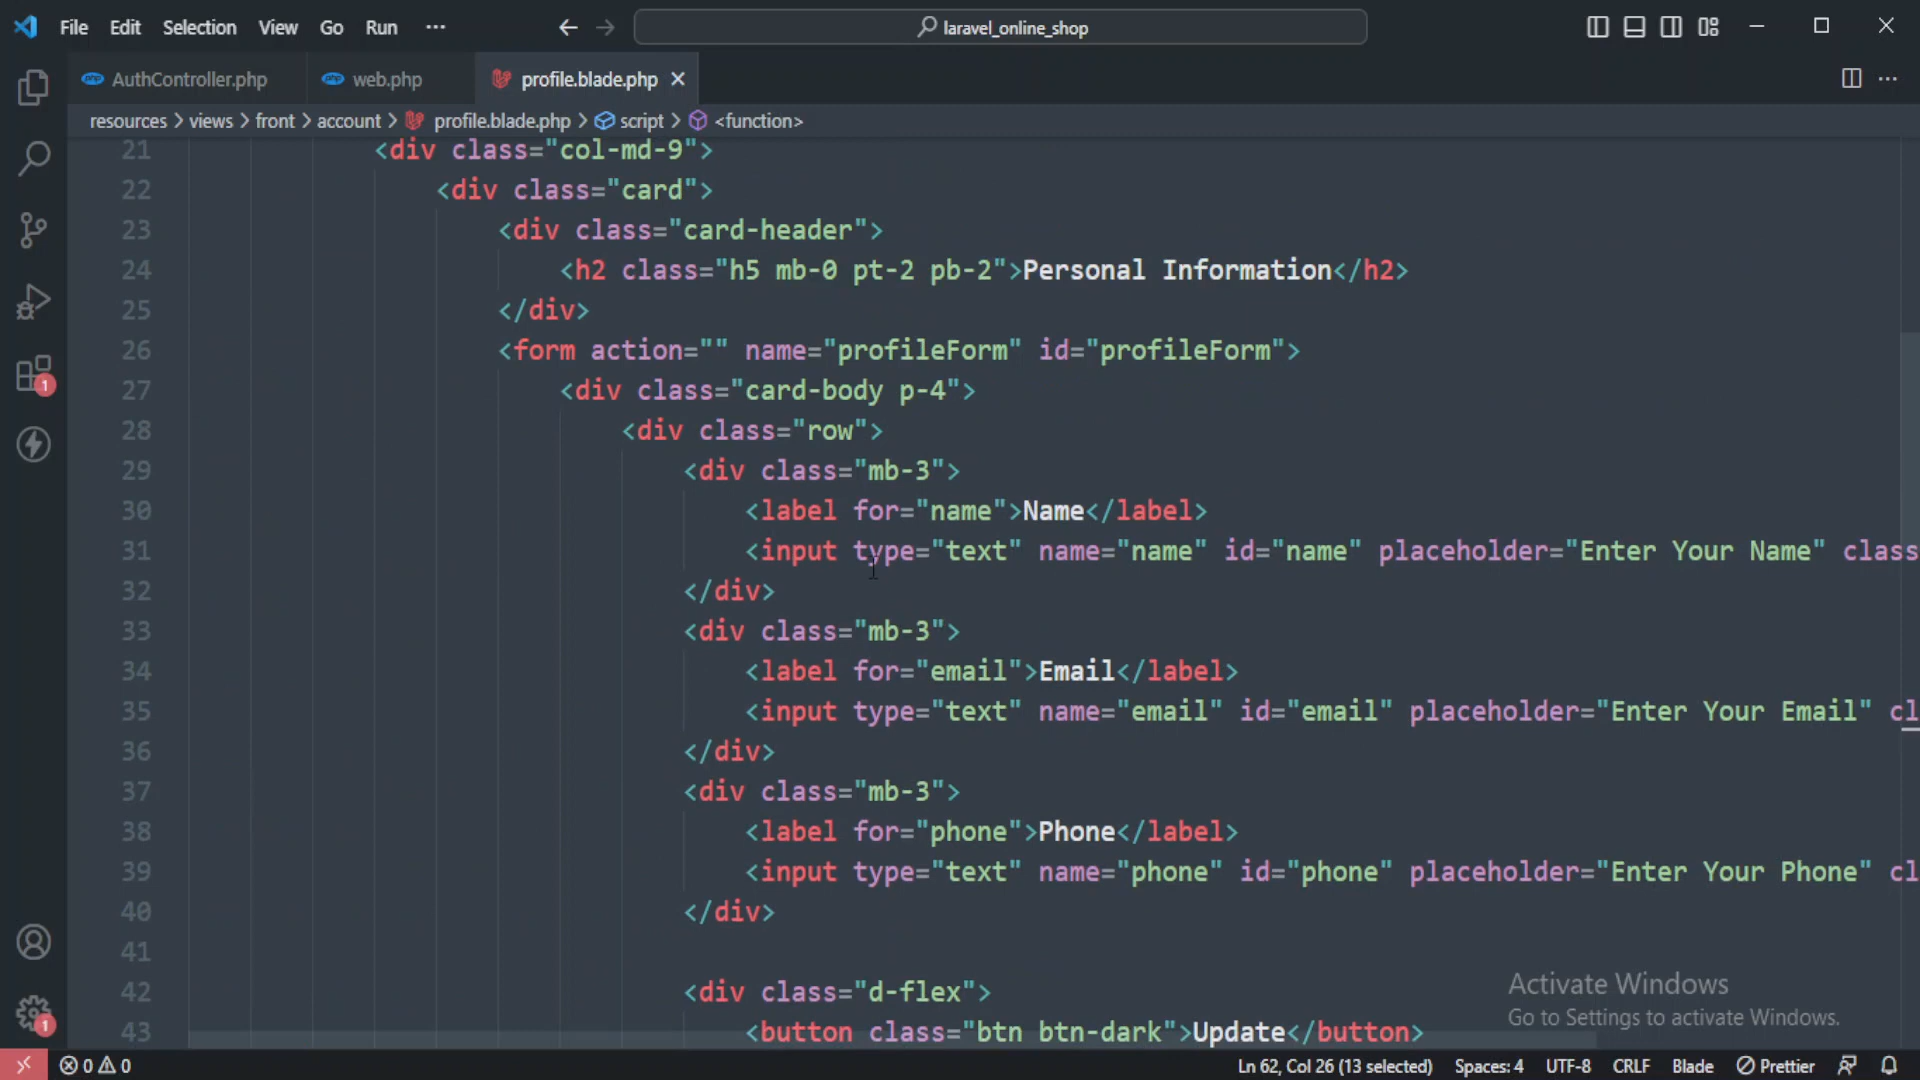 File Edit Selection View Go Run ··· laravel_online_shop
AuthController.php web.php profile.blade.php
resources > views > front > account > profile.blade.php > script > <function>
21 <div class="col-md-9">
22 <div class="card">
23 <div class="card-header">
24 <h2 class="h5 mb-0 pt-2 pb-2">Personal Information</h2>
25 </div>
26 <form action="" name="profileForm" id="profileForm">
27 <div class="card-body p-4">
28 <div class="row">
29 <div class="mb-3">
30 <label for="name">Name</label>
31 <input type="text" name="name" id="name" placeholder="Enter Your Name" class
32 </div>
33 <div class="mb-3">
34 <label for="email">Email</label>
35 <input type="text" name="email" id="email" placeholder="Enter Your Email" cl
36 </div>
37 <div class="mb-3">
38 <label for="phone">Phone</label>
39 <input type="text" name="phone" id="phone" placeholder="Enter Your Phone" cl
40 </div>
41
42 <div class="d-flex">
43 <button class="btn btn-dark">Update</button>
1
1
Activate Windows
Go to Settings to activate Windows.
0 0 Ln 62, Col 26 (13 selected) Spaces: 4 UTF-8 CRLF Blade Prettier